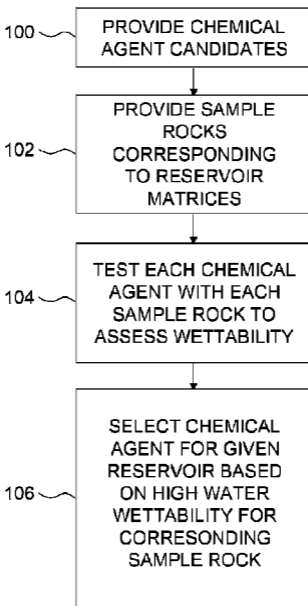 100
PROVIDE CHEMICAL
AGENT CANDIDATES
102
PROVIDE SAMPLE
ROCKS
CORRESPONDING
TO RESERVOIR
MATRICES
104
TEST EACH CHEMICAL
AGENT WITH EACH
SAMPLE ROCK TO
ASSESS WETTABILITY
106
SELECT CHEMICAL
AGENT FOR GIVEN
RESERVOIR BASED
ON HIGH WATER
WETTABILITY FOR
CORRESONDING
SAMPLE ROCK